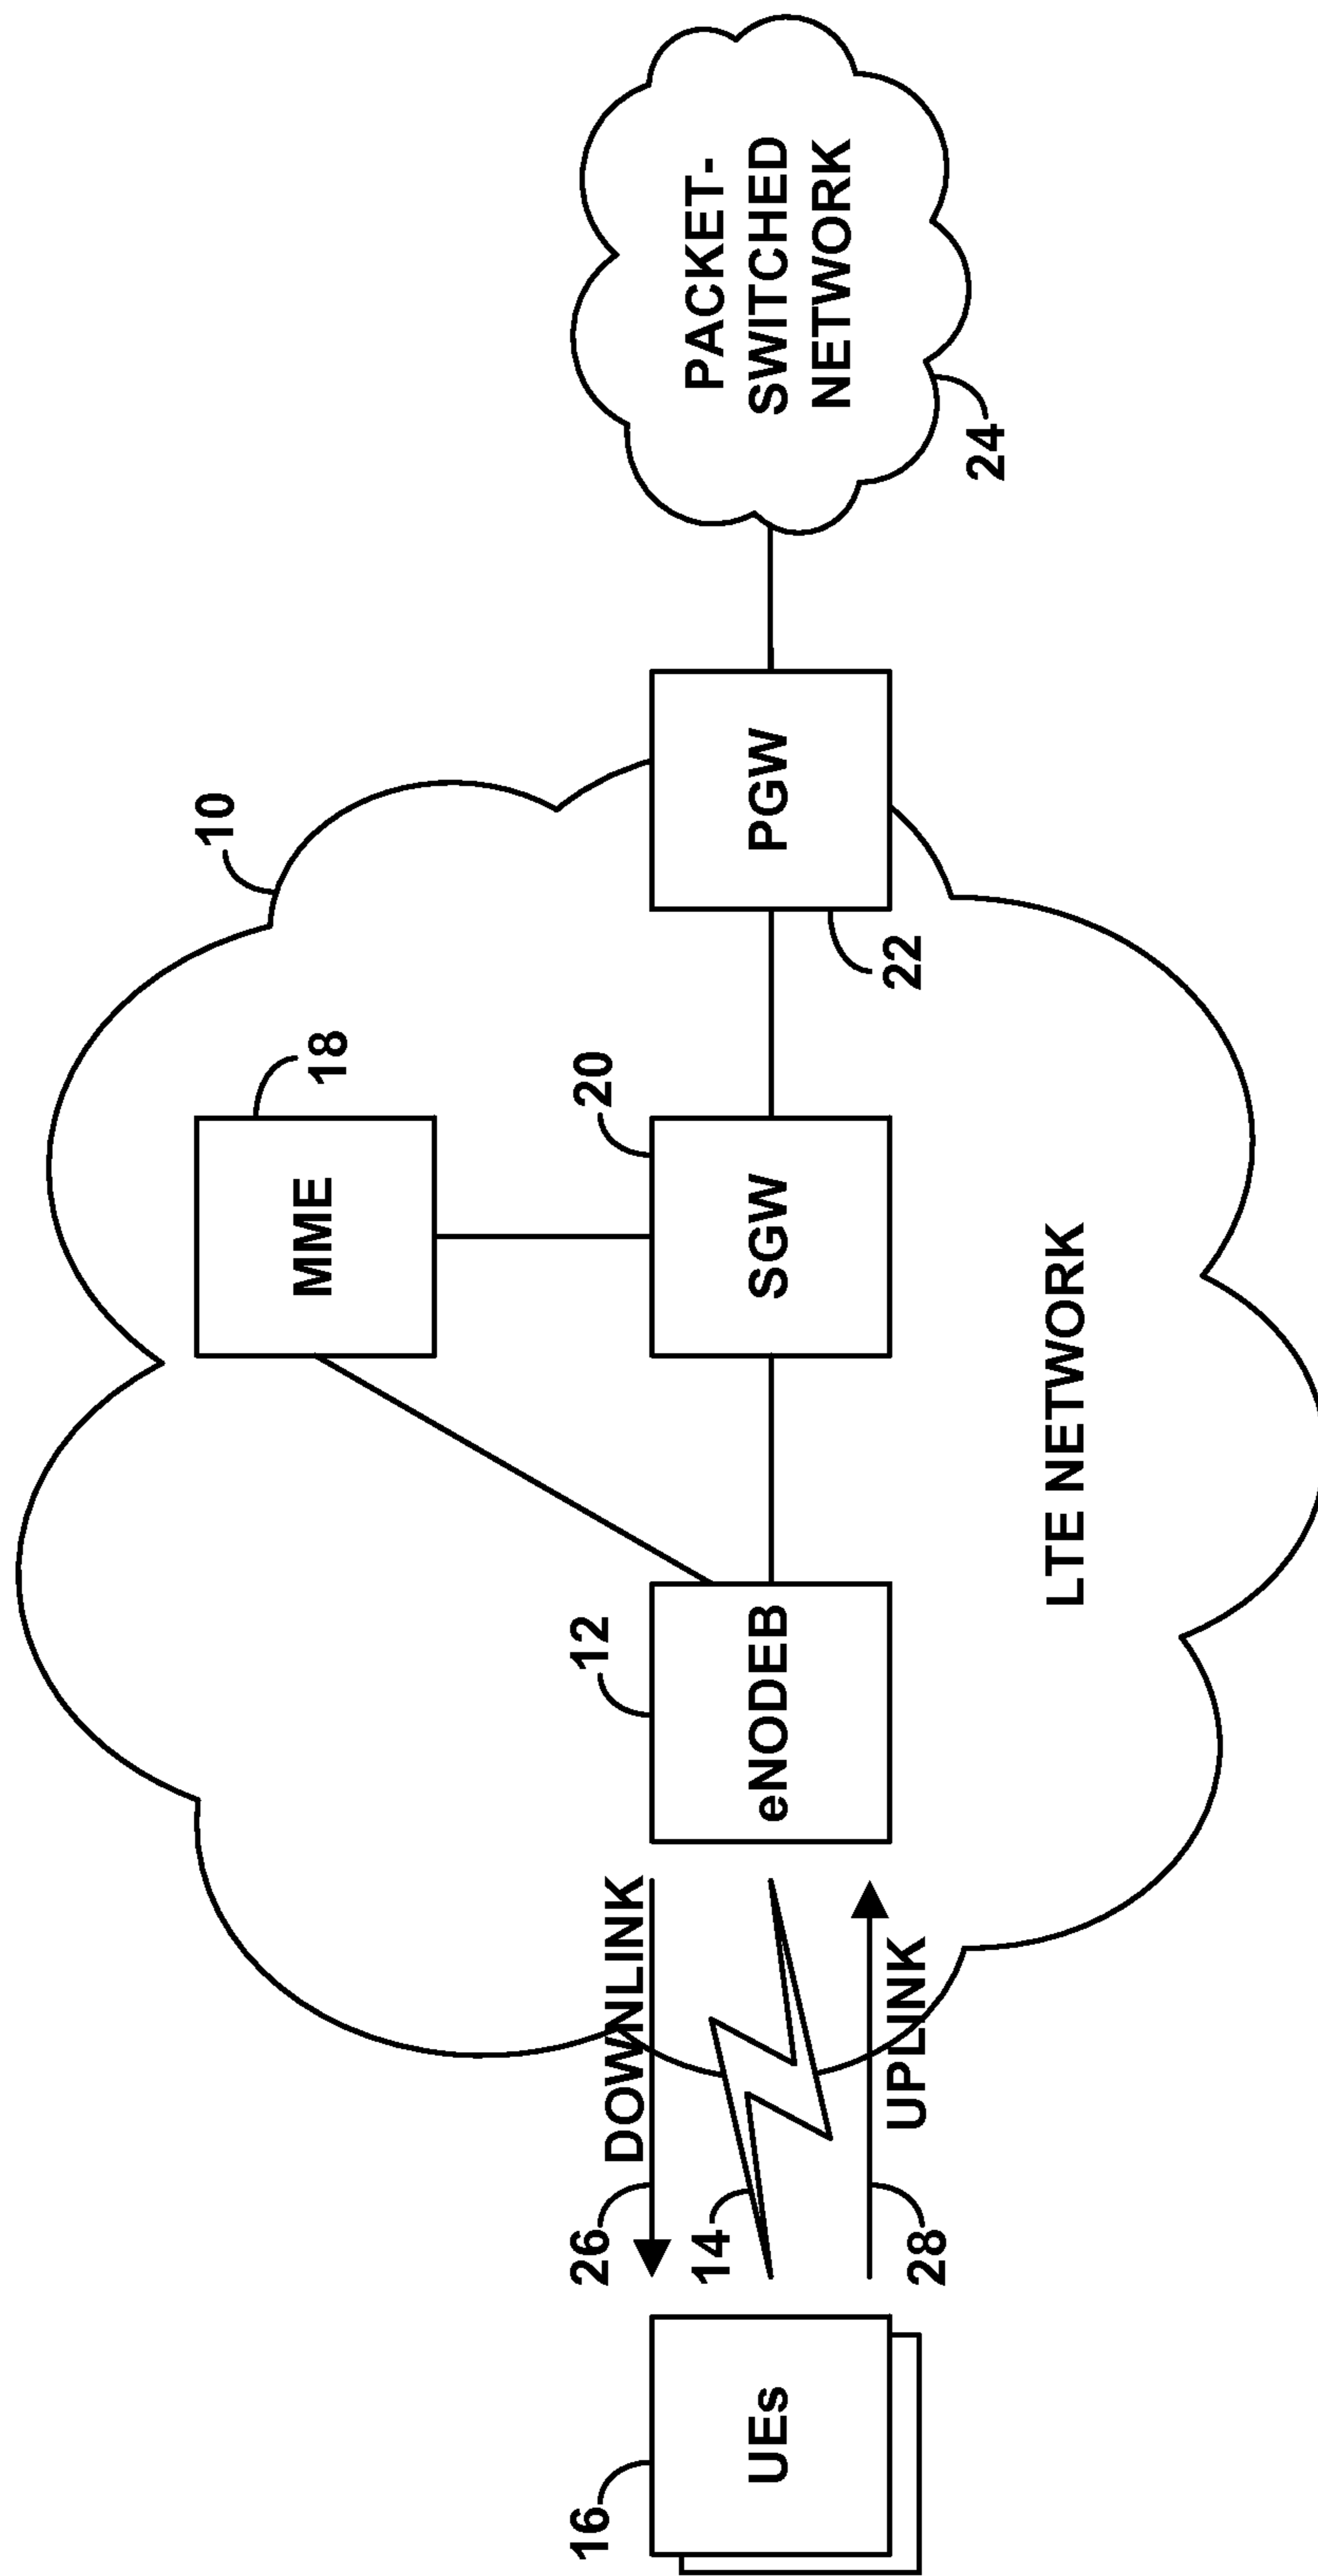 10
MME
18
DOWNLINK
26
12
20
16
UEs
14
eNODEB
SGW
PGW
PACKET-
SWITCHED
NETWORK
28
UPLINK
22
24
LTE NETWORK